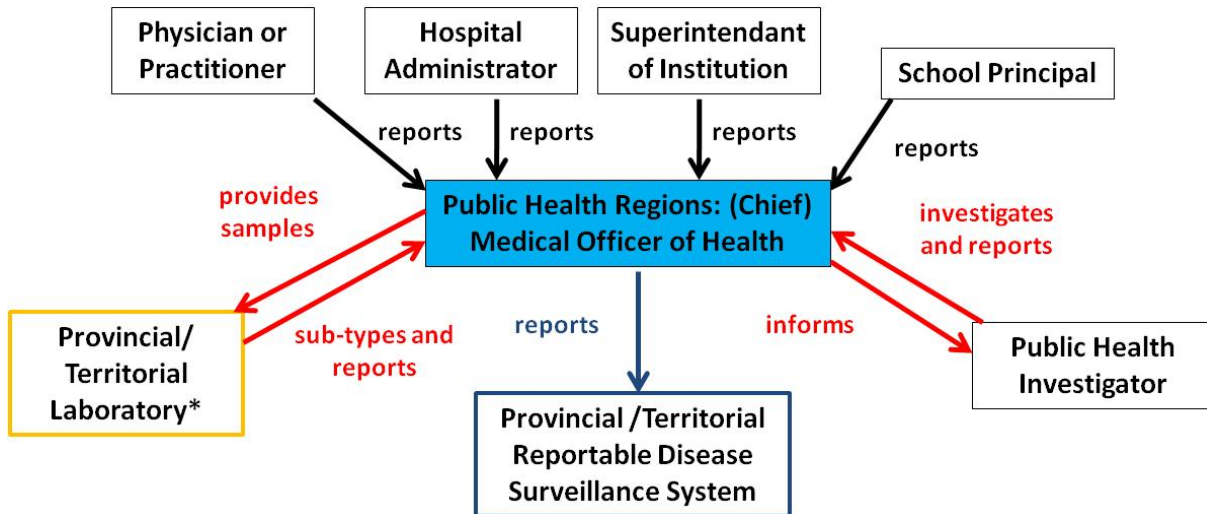 Physician or
Practitioner
Hospital
Administrator
Superintendant
of Institution
School Principal
reports
reports
reports
reports
provides
samples
Public Health Regions: (Chief)
Medical Officer of Health
investigates
and reports
Provincial/
Territorial
Laboratory*
sub-types and
reports
reports
informs
Public Health
Investigator
Provincial /Territorial
Reportable Disease
Surveillance System